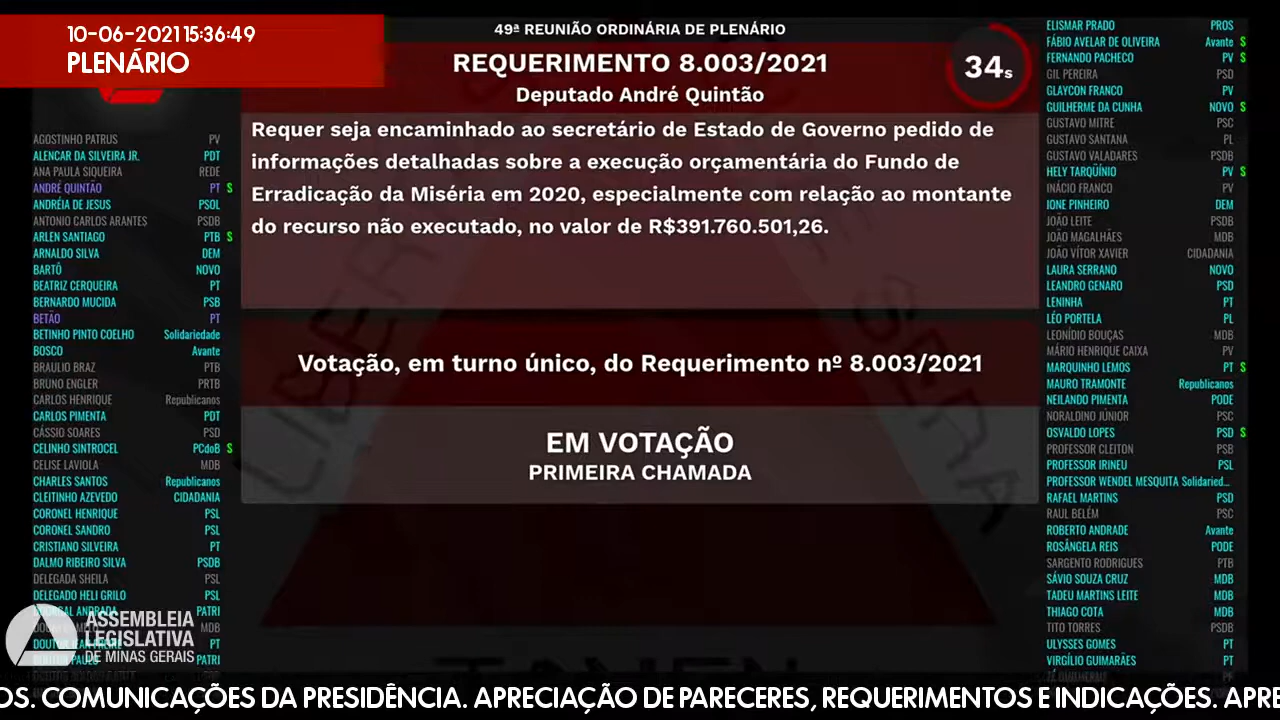 10-06-2021 15:36:49
PLENÁRIO
49ª REUNIÃO ORDINÁRIA DE PLENÁRIO
REQUERIMENTO 8.003/2021
Deputado André Quintão
34s
Requer seja encaminhado ao secretário de Estado de Governo pedido de
informações detalhadas sobre a execução orçamentária do Fundo de
Erradicação da Miséria em 2020, especialmente com relação ao montante
do recurso não executado, no valor de R$391.760.501,26.
Votação, em turno único, do Requerimento nº 8.003/2021
EM VOTAÇÃO
PRIMEIRA CHAMADA
AGOSTINHO PATRUS PV
ALENCAR DA SILVEIRA JR. PDT
ANA PAULA SIQUEIRA REDE
ANDRÉ QUINTÃO PT S
ANDRÉIA DE JESUS PSOL
ANTONIO CARLOS ARANTES PSDB
ARLEN SANTIAGO PTB S
ARNALDO SILVA DEM
BARTÔ NOVO
BEATRIZ CERQUEIRA PT
BERNARDO MUCIDA PSB
BETÃO PT
BETINHO PINTO COELHO Solidariedade
BOSCO Avante
BRAULIO BRAZ PTB
BRUNO ENGLER PRTB
CARLOS HENRIQUE Republicanos
CARLOS PIMENTA PDT
CÁSSIO SOARES PSD
CELINHO SINTROCEL PCdoB S
CELISE LAVIOLA MDB
CHARLES SANTOS Republicanos
CLEITINHO AZEVEDO CIDADANIA
CORONEL HENRIQUE PSL
CORONEL SANDRO PSL
CRISTIANO SILVEIRA PT
DALMO RIBEIRO SILVA PSDB
DELEGADA SHEILA PSL
DELEGADO HELI GRILO PSL
ANDRADA PATRI
MDB
PT
PATRI
ELISMAR PRADO PROS
FÁBIO AVELAR DE OLIVEIRA Avante S
FERNANDO PACHECO PV S
GIL PEREIRA PSD
GLAYCON FRANCO PV
GUILHERME DA CUNHA NOVO S
GUSTAVO MITRE PSC
GUSTAVO SANTANA PL
GUSTAVO VALADARES PSDB
HELY TARQÜÍNIO PV S
INÁCIO FRANCO PV
IONE PINHEIRO DEM
JOÃO LEITE PSDB
JOÃO MAGALHÃES MDB
JOÃO VÍTOR XAVIER CIDADANIA
LAURA SERRANO NOVO
LEANDRO GENARO PSD
LENINHA PT
LÉO PORTELA PL
LEONÍDIO BOUÇAS MDB
MÁRIO HENRIQUE CAIXA PV
MARQUINHO LEMOS PT S
MAURO TRAMONTE Republicanos
NEILANDO PIMENTA PODE
NORALDINO JÚNIOR PSC
OSVALDO LOPES PSD S
PROFESSOR CLEITON PSB
PROFESSOR IRINEU PSL
PROFESSOR WENDEL MESQUITA Solidaried...
RAFAEL MARTINS PSD
RAUL BELÉM PSC
ROBERTO ANDRADE Avante
ROSÂNGELA REIS PODE
SARGENTO RODRIGUES PTB
SÁVIO SOUZA CRUZ MDB
TADEU MARTINS LEITE MDB
THIAGO COTA MDB
TITO TORRES PSDB
ULYSSES GOMES PT
VIRGÍLIO GUIMARÃES PT
ASSEMBLEIA
LEGISLATIVA
DE MINAS GERAIS
OS. COMUNICAÇÕES DA PRESIDÊNCIA. APRECIAÇÃO DE PARECERES, REQUERIMENTOS E INDICAÇÕES. APRE